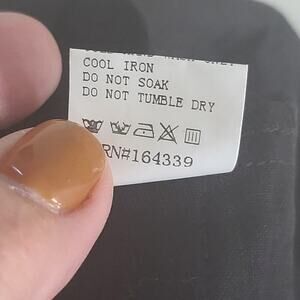 COOL IRON
DO NOT SOAK
DO NOT TUMBLE DRY
RN#164339